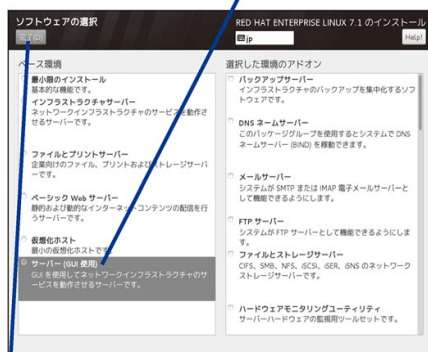 ソフトウェアの選択
RED HAT ENTERPRISE LINUX 7.1 のインストール
完了(D)
jp
Help!
ベース環境
最小限のインストール
基本的な機能です。
インフラストラクチャサーバー
ネットワークインフラストラクチャのサービスを動作さ
せるサーバーです。
ファイルとプリントサーバー
企業向けのファイル、プリントおよびストレージサーバ
ーです。
ベーシック Web サーバー
静的および動的なインターネットコンテンツの配信を行
うサーバーです。
仮想化ホスト
最小の仮想化ホストです。
サーバー (GUI 使用)
GUI を使用してネットワークインフラストラクチャのサ
ービスを動作させるサーバーです。
選択した環境のアドオン
バックアップサーバー
インフラストラクチャのバックアップを集中化するソフ
トウェアです。
DNS ネームサーバー
このパッケージグループを使用するとシステムで DNS
ネームサーバー (BIND) を稼動できます。
メールサーバー
システムが SMTP または IMAP 電子メールサーバーと
して機能できるようにします。
FTP サーバー
システムが FTP サーバーとして機能できるようにしま
す。
ファイルとストレージサーバー
CIFS、SMB、NFS、iSCSI、iSER、iSNS のネットワーク
ストレージサーバーです。
ハードウェアモニタリングユーティリティ
サーバーハードウェアの監視用ツールセットです。